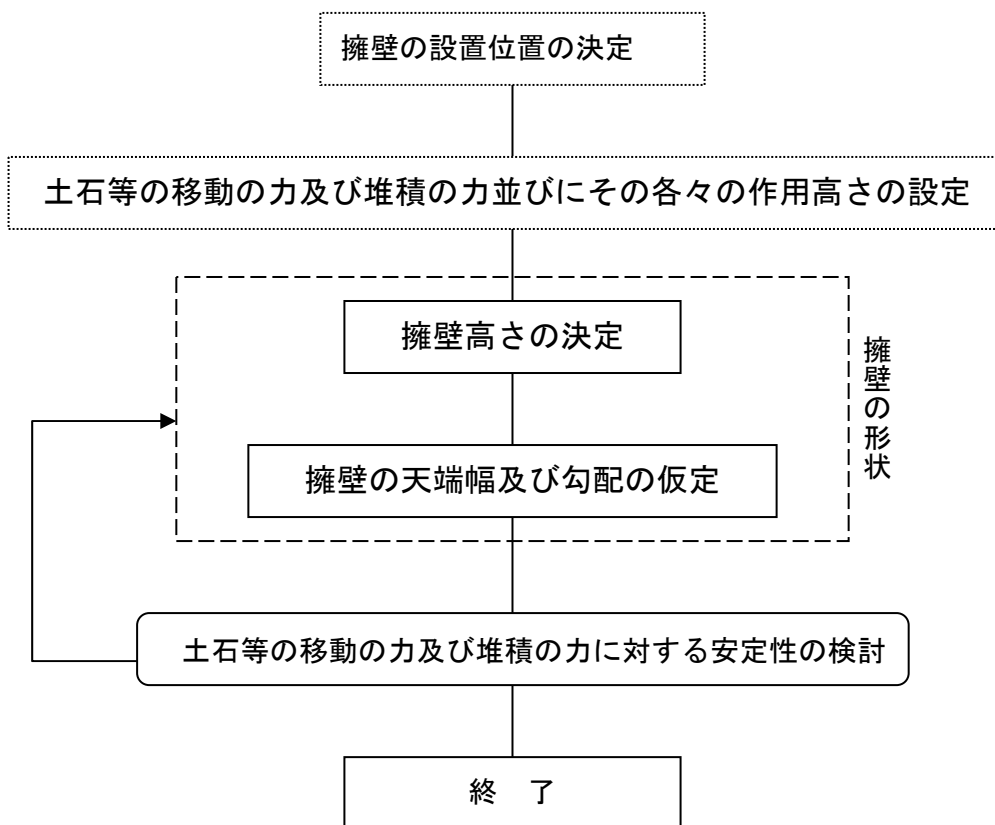 擁壁の設置位置の決定
土石等の移動の力及び堆積の力並びにその各々の作用高さの設定
擁壁高さの決定
擁壁の天端幅及び勾配の仮定
擁壁の形状
土石等の移動の力及び堆積の力に対する安定性の検討
終　了